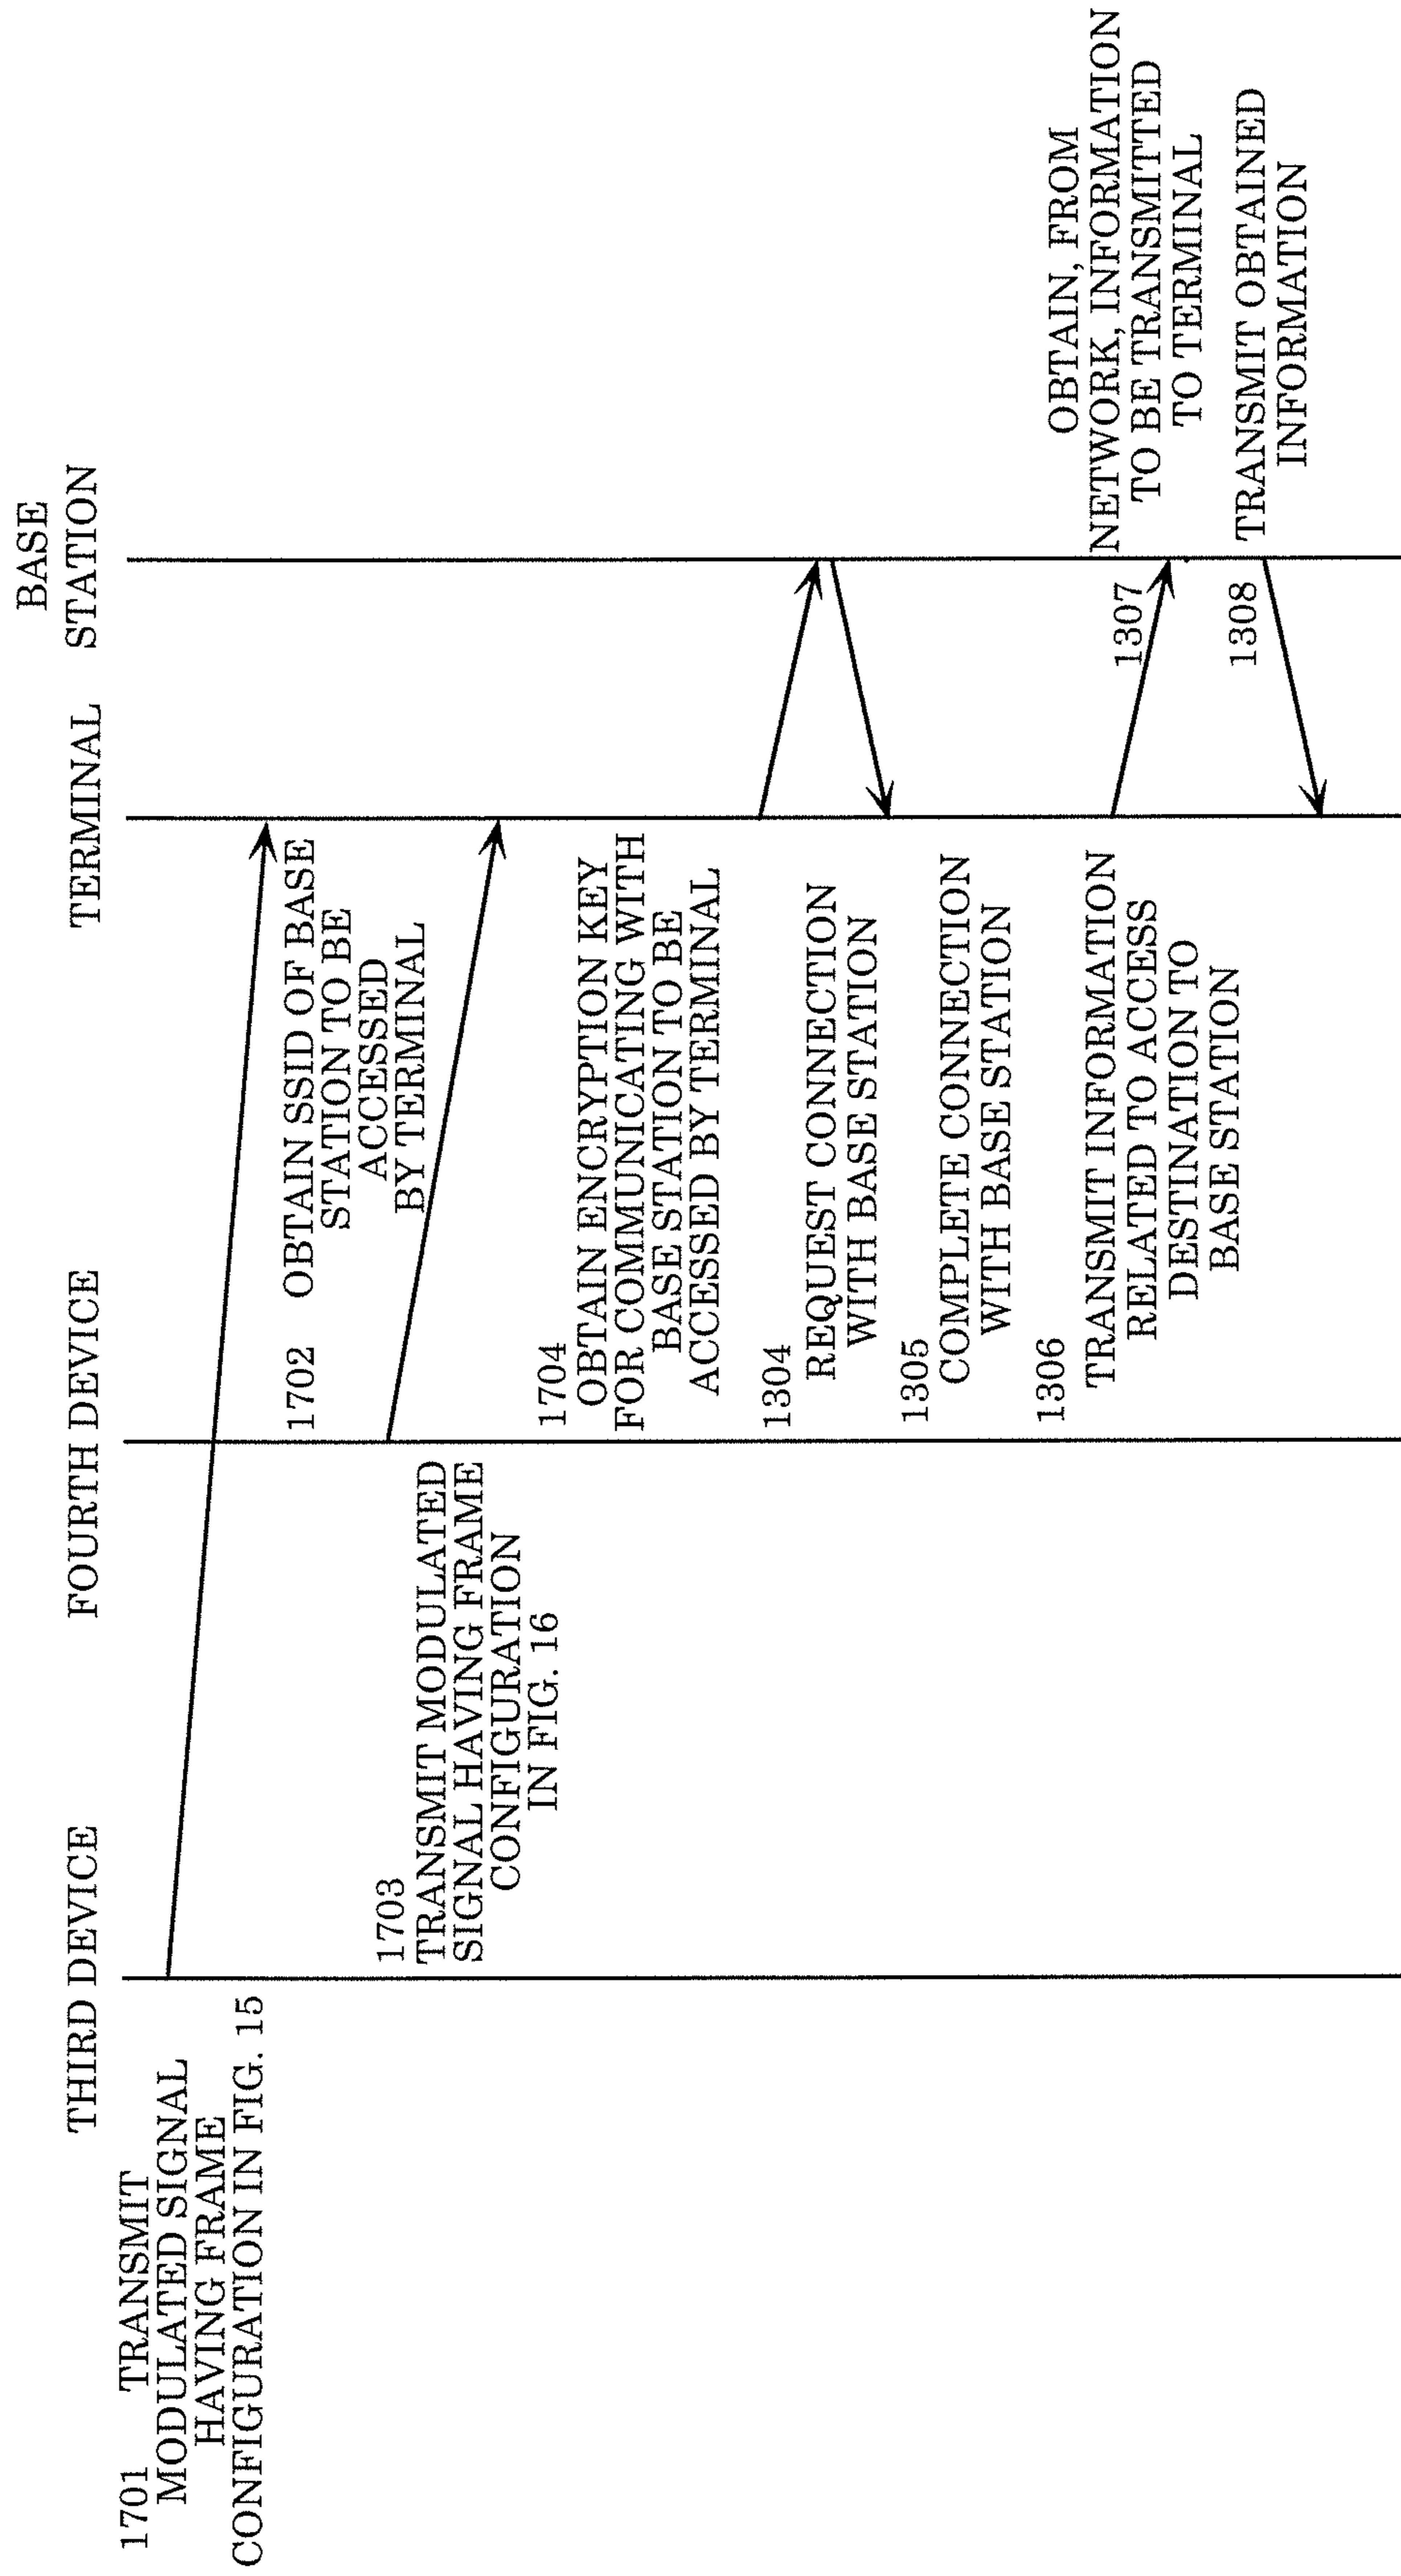 THIRD DEVICE
FOURTH DEVICE
TERMINAL
BASE
STATION
1701 TRANSMIT
MODULATED SIGNAL
HAVING FRAME
CONFIGURATION IN FIG. 15
1702 OBTAIN SSID OF BASE
STATION TO BE
ACCESSED
BY TERMINAL
1703
TRANSMIT MODULATED
SIGNAL HAVING FRAME
CONFIGURATION
IN FIG. 16
1704
OBTAIN ENCRYPTION KEY
FOR COMMUNICATING WITH
BASE STATION TO BE
ACCESSED BY TERMINAL
1304
REQUEST CONNECTION
WITH BASE STATION
1305
COMPLETE CONNECTION
WITH BASE STATION
1306
TRANSMIT INFORMATION
RELATED TO ACCESS
DESTINATION TO
BASE STATION
1307
OBTAIN, FROM
NETWORK, INFORMATION
TO BE TRANSMITTED
TO TERMINAL
1308
TRANSMIT OBTAINED
INFORMATION